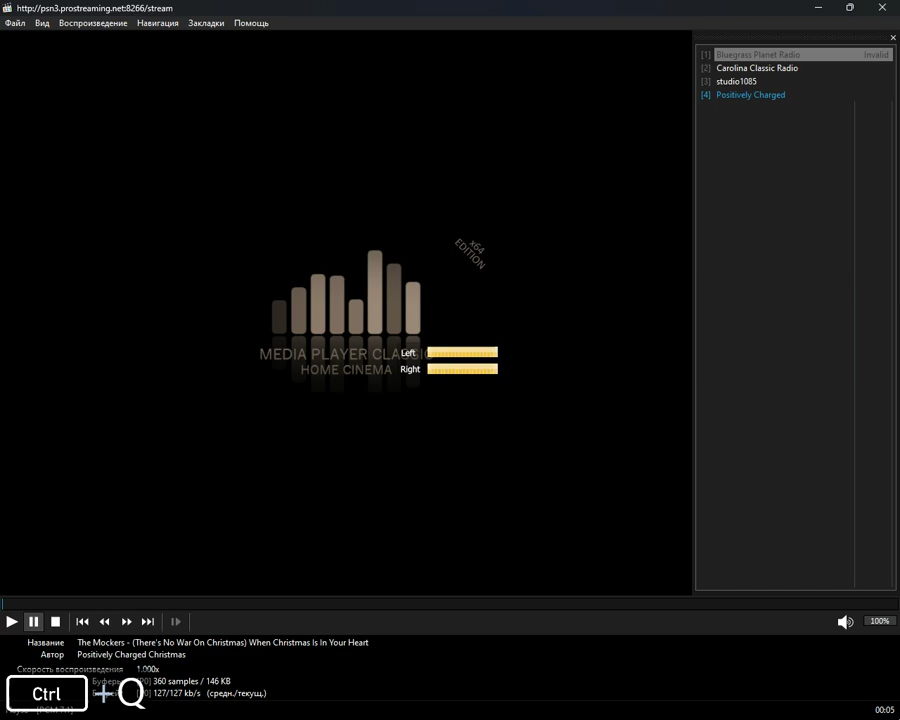 http://psn3.prostreaming.net:8266/stream
Файл Вид Воспроизведение Навигация Закладки Помощь
[1] Bluegrass Planet Radio Invalid
[2] Carolina Classic Radio
[3] studio1085
[4] Positively Charged
x64
EDITION
MEDIA PLAYER CLASSIC
HOME CINEMA
Left
Right
100%
Название The Mockers - (There's No War On Christmas) When Christmas Is In Your Heart
Автор Positively Charged Christmas
Скорость воспроизведения 1.000x
360 samples / 146 KB
127/127 kb/s (средн./текущ.)
Ctrl +Q
00:05